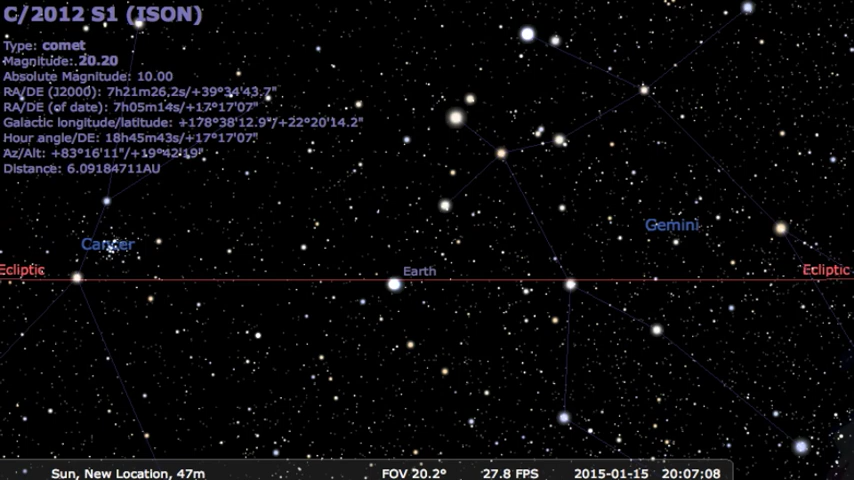 C/2012 S1 (ISON)
Type: comet
Magnitude: 20.20
Absolute Magnitude: 10.00
RA/DE (J2000): 7h21m26.2s/+39°34'43.7"
RA/DE (of date): 7h05m14s/+17°17'07"
Galactic longitude/latitude: +178°38'12.9"/+22°20'14.2"
Hour angle/DE: 18h45m43s/+17°17'07"
Az/Alt: +83°16'11"/+19°42'19"
Distance: 6.09184711AU
Gemini
Cancer
Ecliptic
Earth
Ecliptic
Sun, New Location, 47m FOV 20.2° 27.8 FPS 2015-01-15 20:07:08